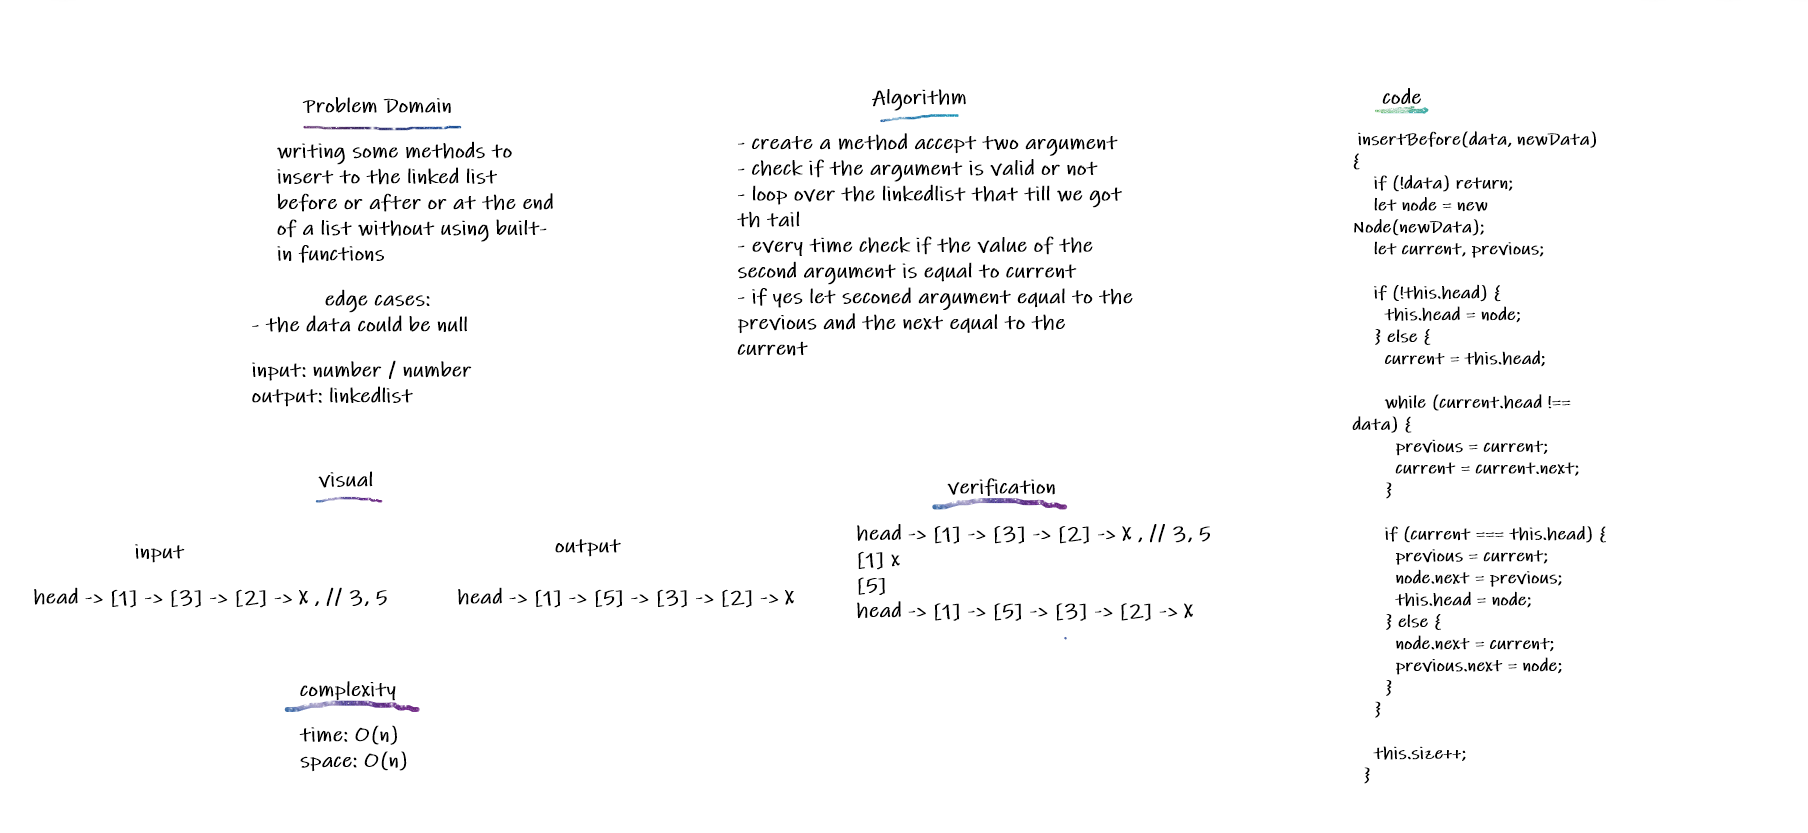 Problem Domain
writing some methods to
insert to the linked list
before or after or at the end
of a list without using built-
in functions
edge cases:
- the data could be null
input: number / number
output: linkedlist
Algorithm
- create a method accept two argument
- check if the argument is valid or not
- loop over the linkedlist that till we got
th tail
- every time check if the value of the
second argument is equal to current
- if yes let seconed argument equal to the
previous and the next equal to the
current
visual
input
head -> [1] -> [3] -> [2] -> X , // 3, 5
output
head -> [1] -> [5] -> [3] -> [2] -> X
verification
head -> [1] -> [3] -> [2] -> X , // 3, 5
[1] x
[5]
head -> [1] -> [5] -> [3] -> [2] -> X
complexity
time: O(n)
space: O(n)
code
insertBefore(data, newData)
{
if (!data) return;
let node = new
Node(newData);
let current, previous;
if (!this.head) {
this.head = node;
} else {
current = this.head;
while (current.head !==
data) {
previous = current;
current = current.next;
}
if (current === this.head) {
previous = current;
node.next = previous;
this.head = node;
} else {
node.next = current;
previous.next = node;
}
}
this.size++;
}